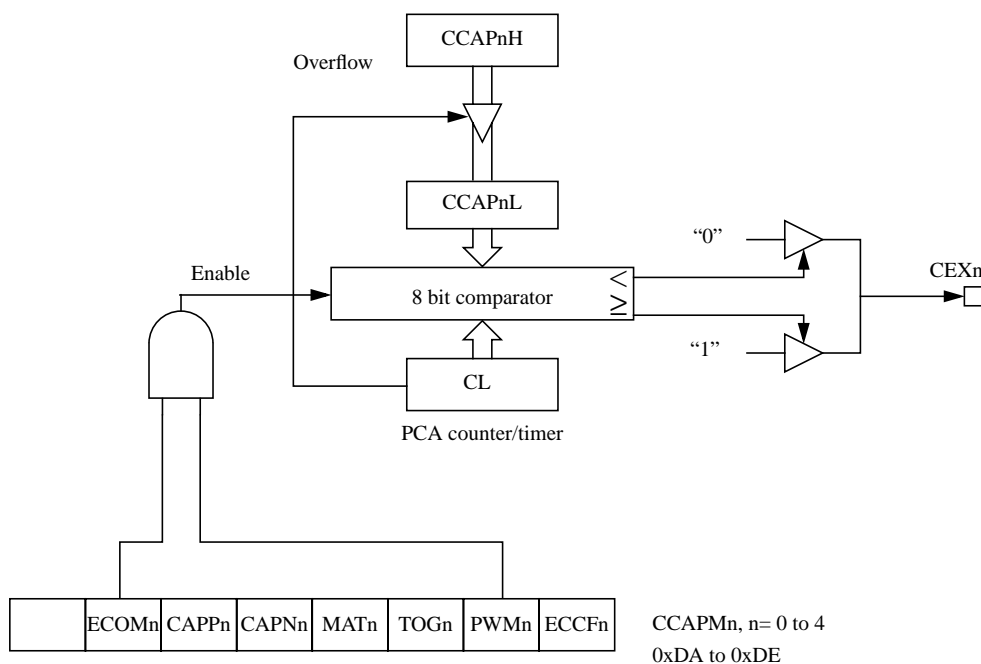 CCAPnH
Overflow
CCAPnL
“0”
Enable
<
CEXn
8 bit comparator
≥
“1”
CL
PCA counter/timer
ECOMn CAPPn CAPNn MATn TOGn PWMn ECCFn
CCAPMn, n= 0 to 4
0xDA to 0xDE